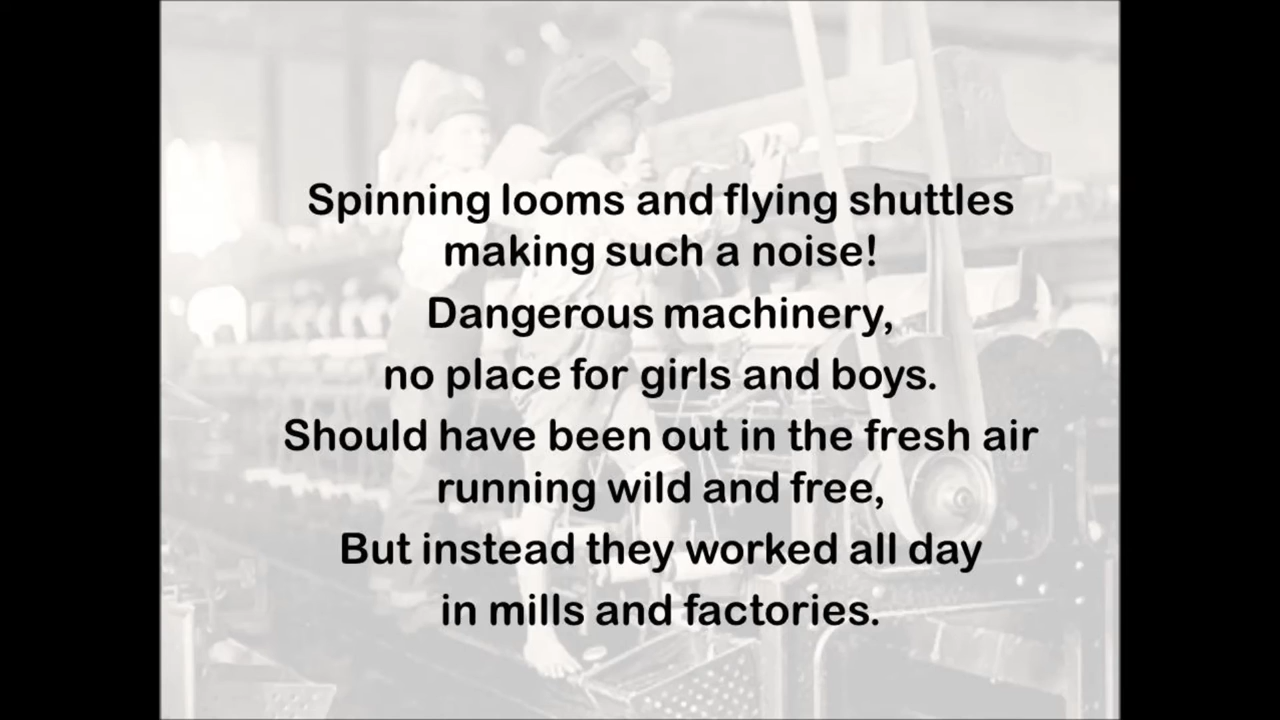 Spinning looms and flying shuttles
making such a noise!
Dangerous machinery,
no place for girls and boys.
Should have been out in the fresh air
running wild and free,
But instead they worked all day
in mills and factories.